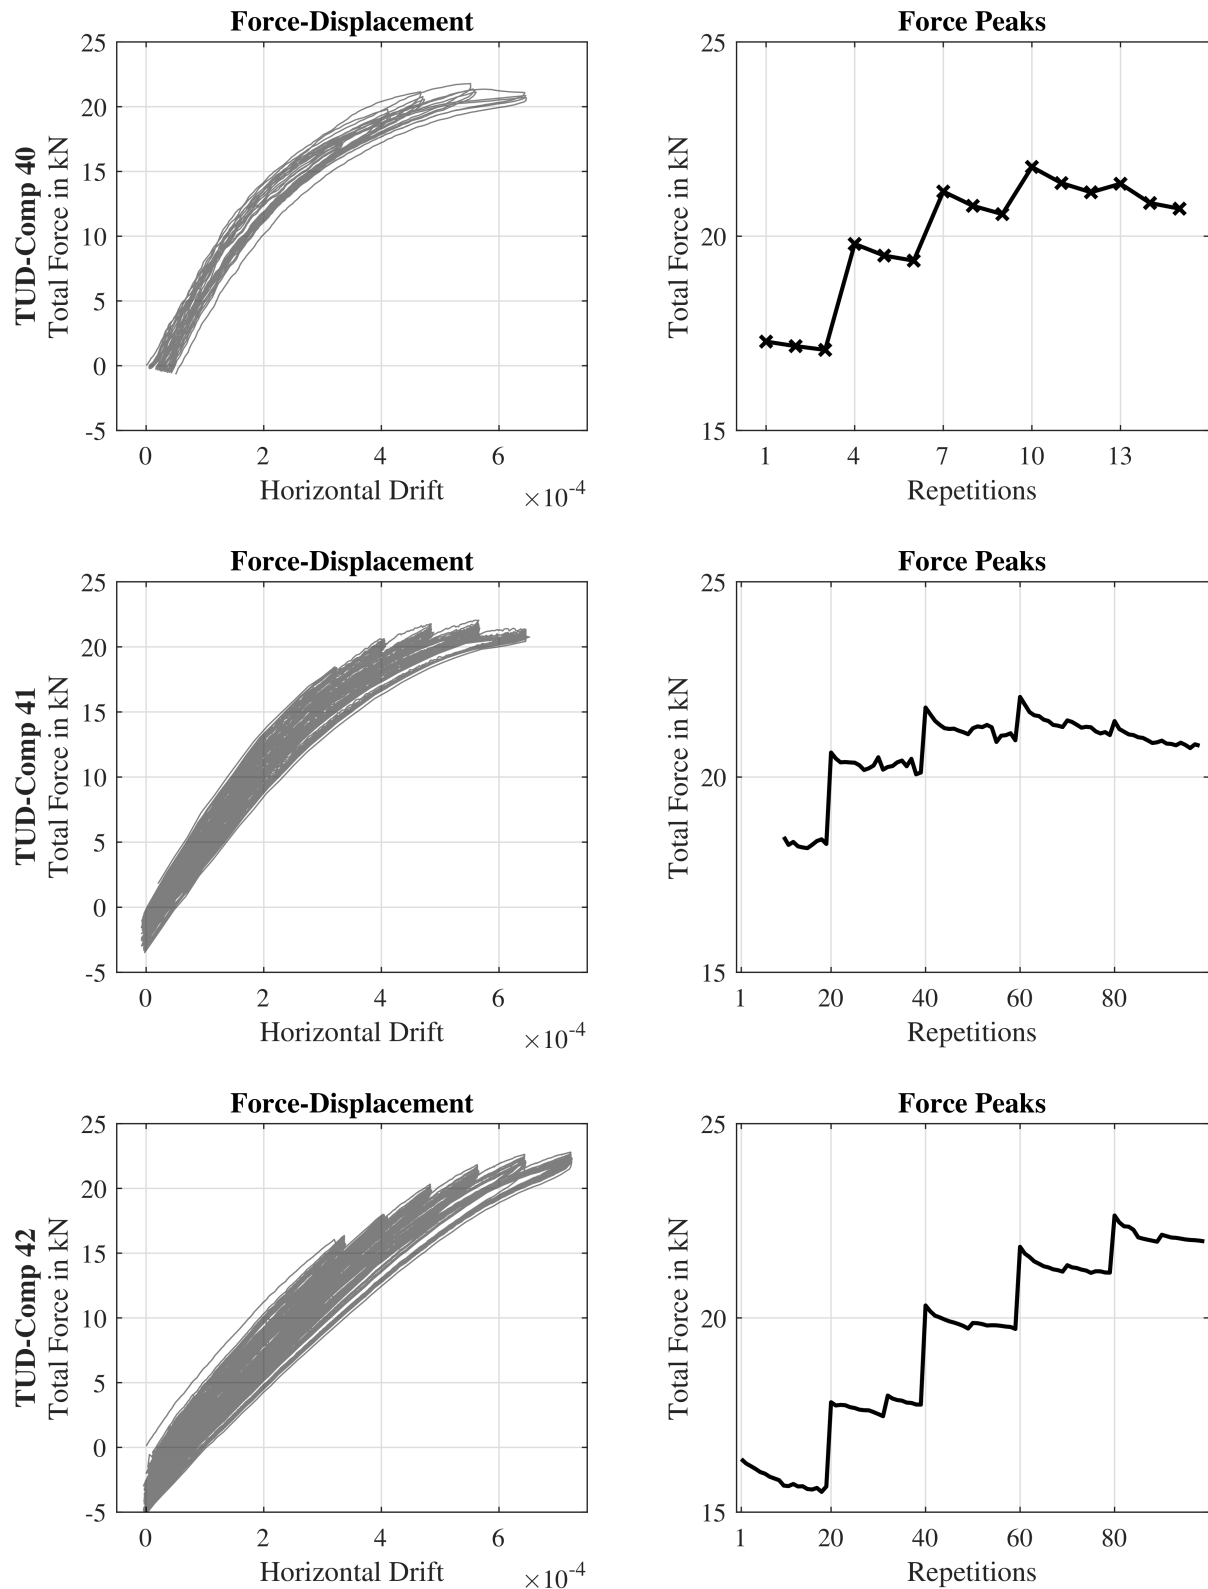 Force-Displacement
25
20
15
10
5
0
-5
TUD-Comp 40
Total Force in kN
0 2 4 6
Horizontal Drift
×10-4
Force Peaks
25
20
15
Total Force in kN
1 4 7 10 13
Repetitions
Force-Displacement
25
20
15
10
5
0
-5
TUD-Comp 41
Total Force in kN
0 2 4 6
Horizontal Drift
×10-4
Force Peaks
25
20
15
Total Force in kN
1 20 40 60 80
Repetitions
Force-Displacement
25
20
15
10
5
0
-5
TUD-Comp 42
Total Force in kN
0 2 4 6
Horizontal Drift
×10-4
Force Peaks
25
20
15
Total Force in kN
1 20 40 60 80
Repetitions